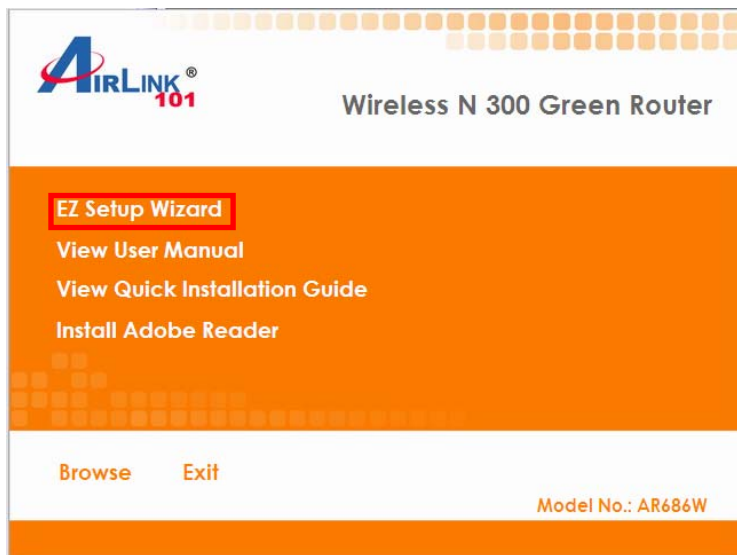 AIRLINK®
101
Wireless N 300 Green Router
EZ Setup Wizard
View User Manual
View Quick Installation Guide
Install Adobe Reader
Browse Exit
Model No.: AR686W